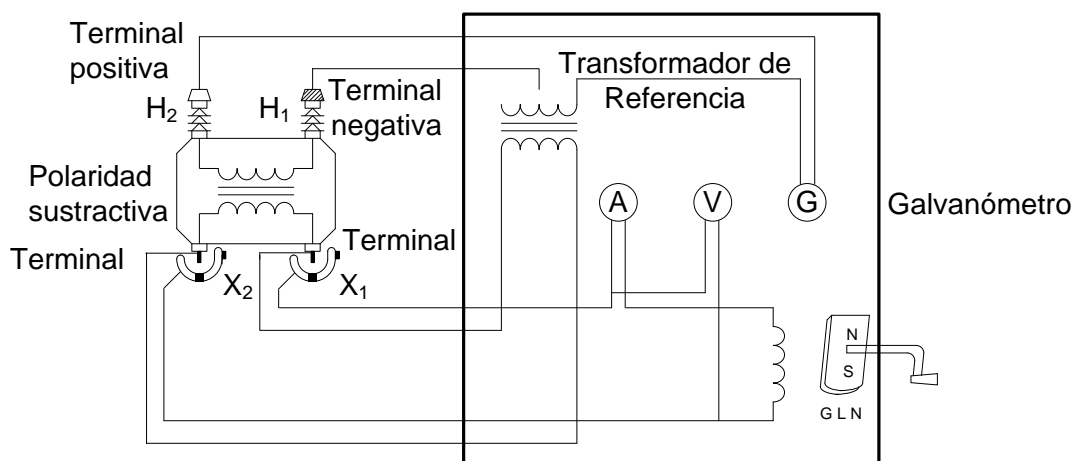 Terminal
positiva
H2
H1
Terminal
negativa
Transformador de
Referencia
Polaridad
sustractiva
A
V
G
Galvanómetro
Terminal
X2
Terminal
X1
N
S
G L N